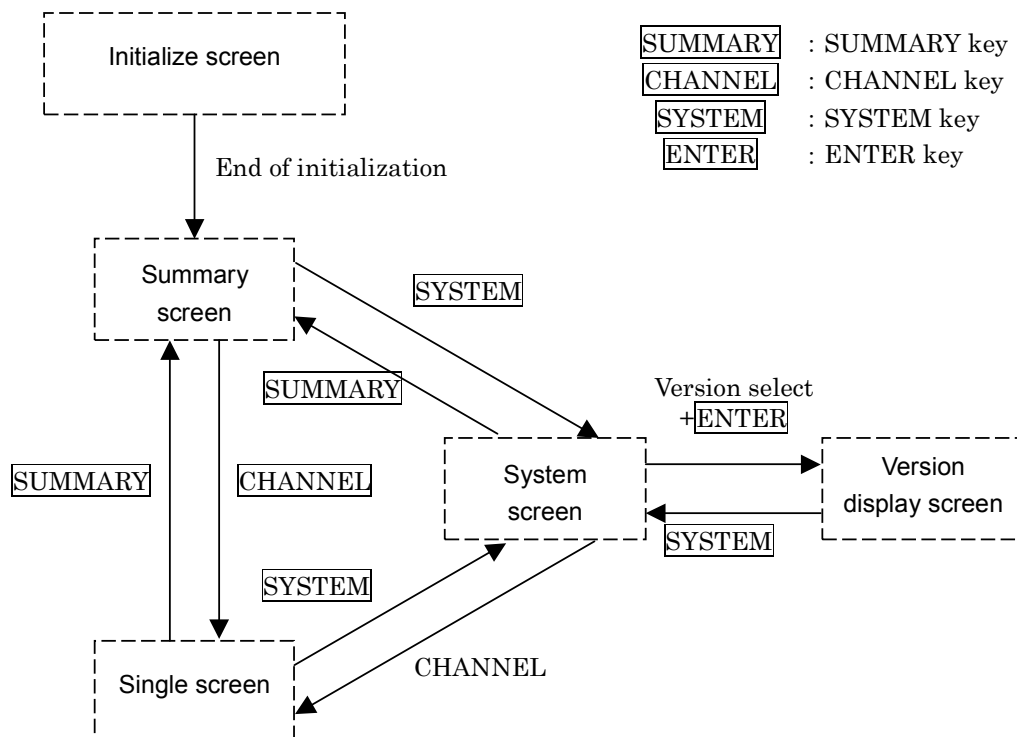 Initialize screen
SUMMARY : SUMMARY key
CHANNEL : CHANNEL key
SYSTEM : SYSTEM key
ENTER : ENTER key
End of initialization
Summary
screen
SYSTEM
SUMMARY
Version select
+ENTER
SUMMARY
CHANNEL
System
screen
Version
display screen
SYSTEM
SYSTEM
CHANNEL
Single screen